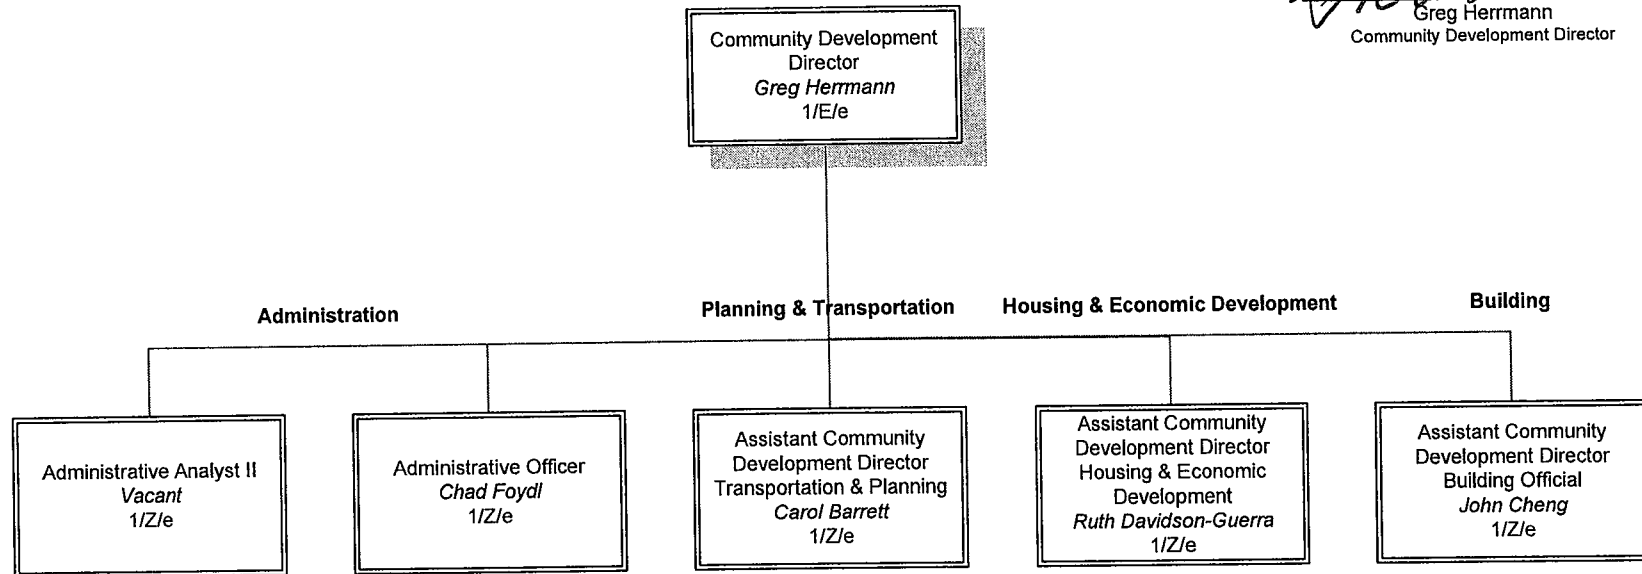 Greg Herrmann
Community Development Director
Community Development
Director
Greg Herrmann
1/E/e
Administration
Planning & Transportation
Housing & Economic Development
Building
Administrative Analyst II
Vacant
1/Z/e
Administrative Officer
Chad Foydl
1/Z/e
Assistant Community
Development Director
Transportation & Planning
Carol Barrett
1/Z/e
Assistant Community
Development Director
Housing & Economic
Development
Ruth Davidson-Guerra
1/Z/e
Assistant Community
Development Director
Building Official
John Cheng
1/Z/e